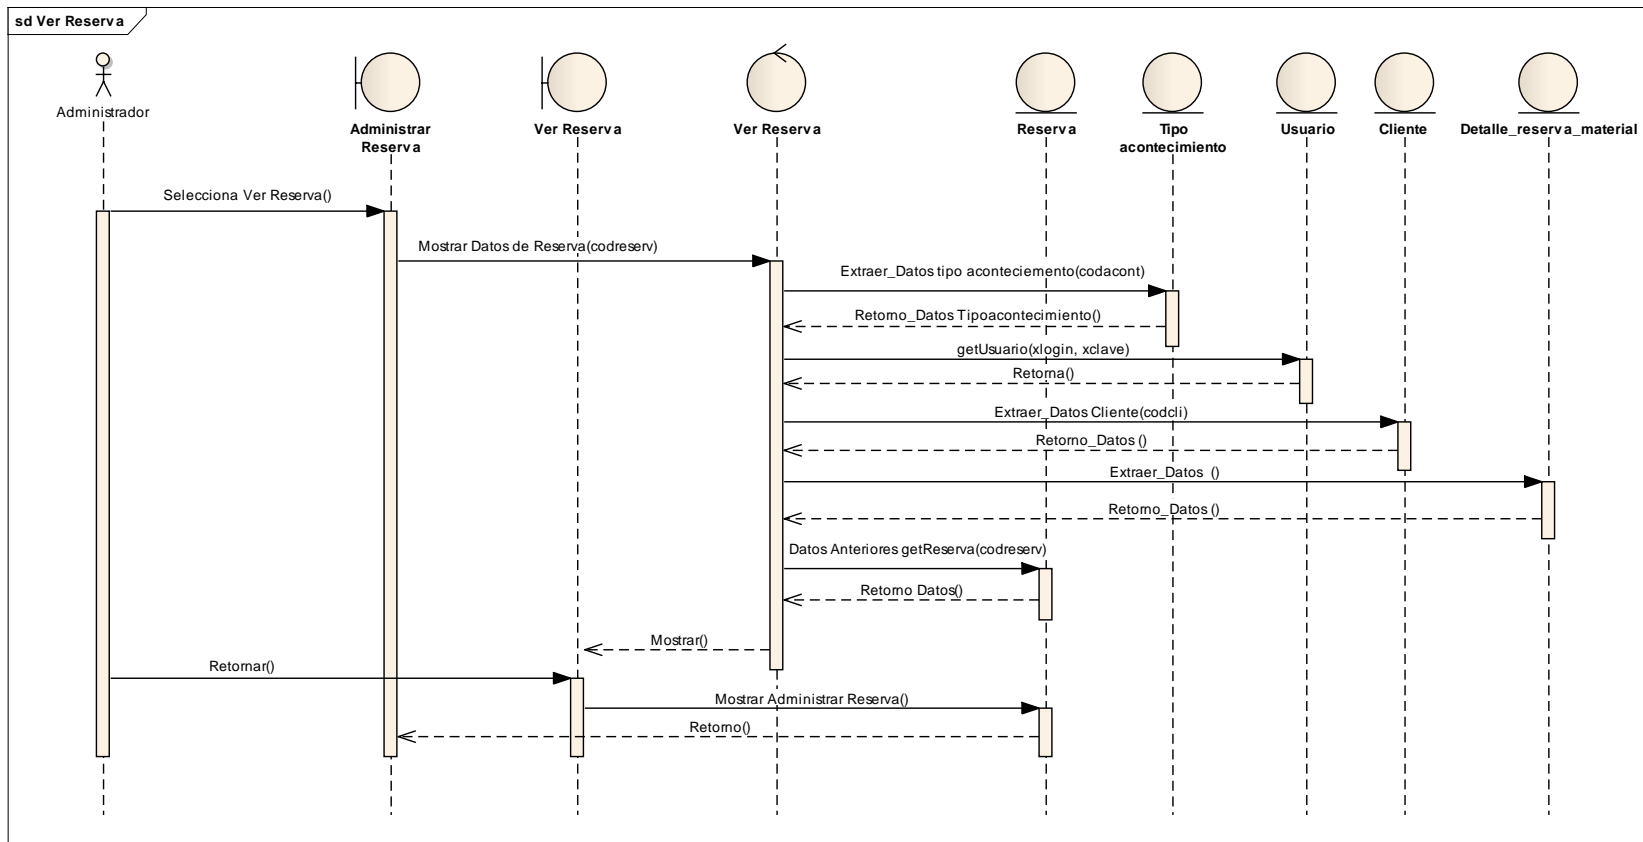 sd Ver Reserva
Administrador
Administrar
Reserva
Ver Reserva
Ver Reserva
Reserva
Tipo
acontecimiento
Usuario
Cliente
Detalle_reserva_material
Selecciona Ver Reserva()
Mostrar Datos de Reserva(codreserv)
Extraer_Datos tipo aconteciemento(codacont)
Retorno_Datos Tipoacontecimiento()
getUsuario(xlogin, xclave)
Retorna()
Extraer_Datos Cliente(codcli)
Retorno_Datos ()
Extraer_Datos ()
Retorno_Datos ()
Datos Anteriores getReserva(codreserv)
Retorno Datos()
Mostrar()
Retornar()
Mostrar Administrar Reserva()
Retorno()